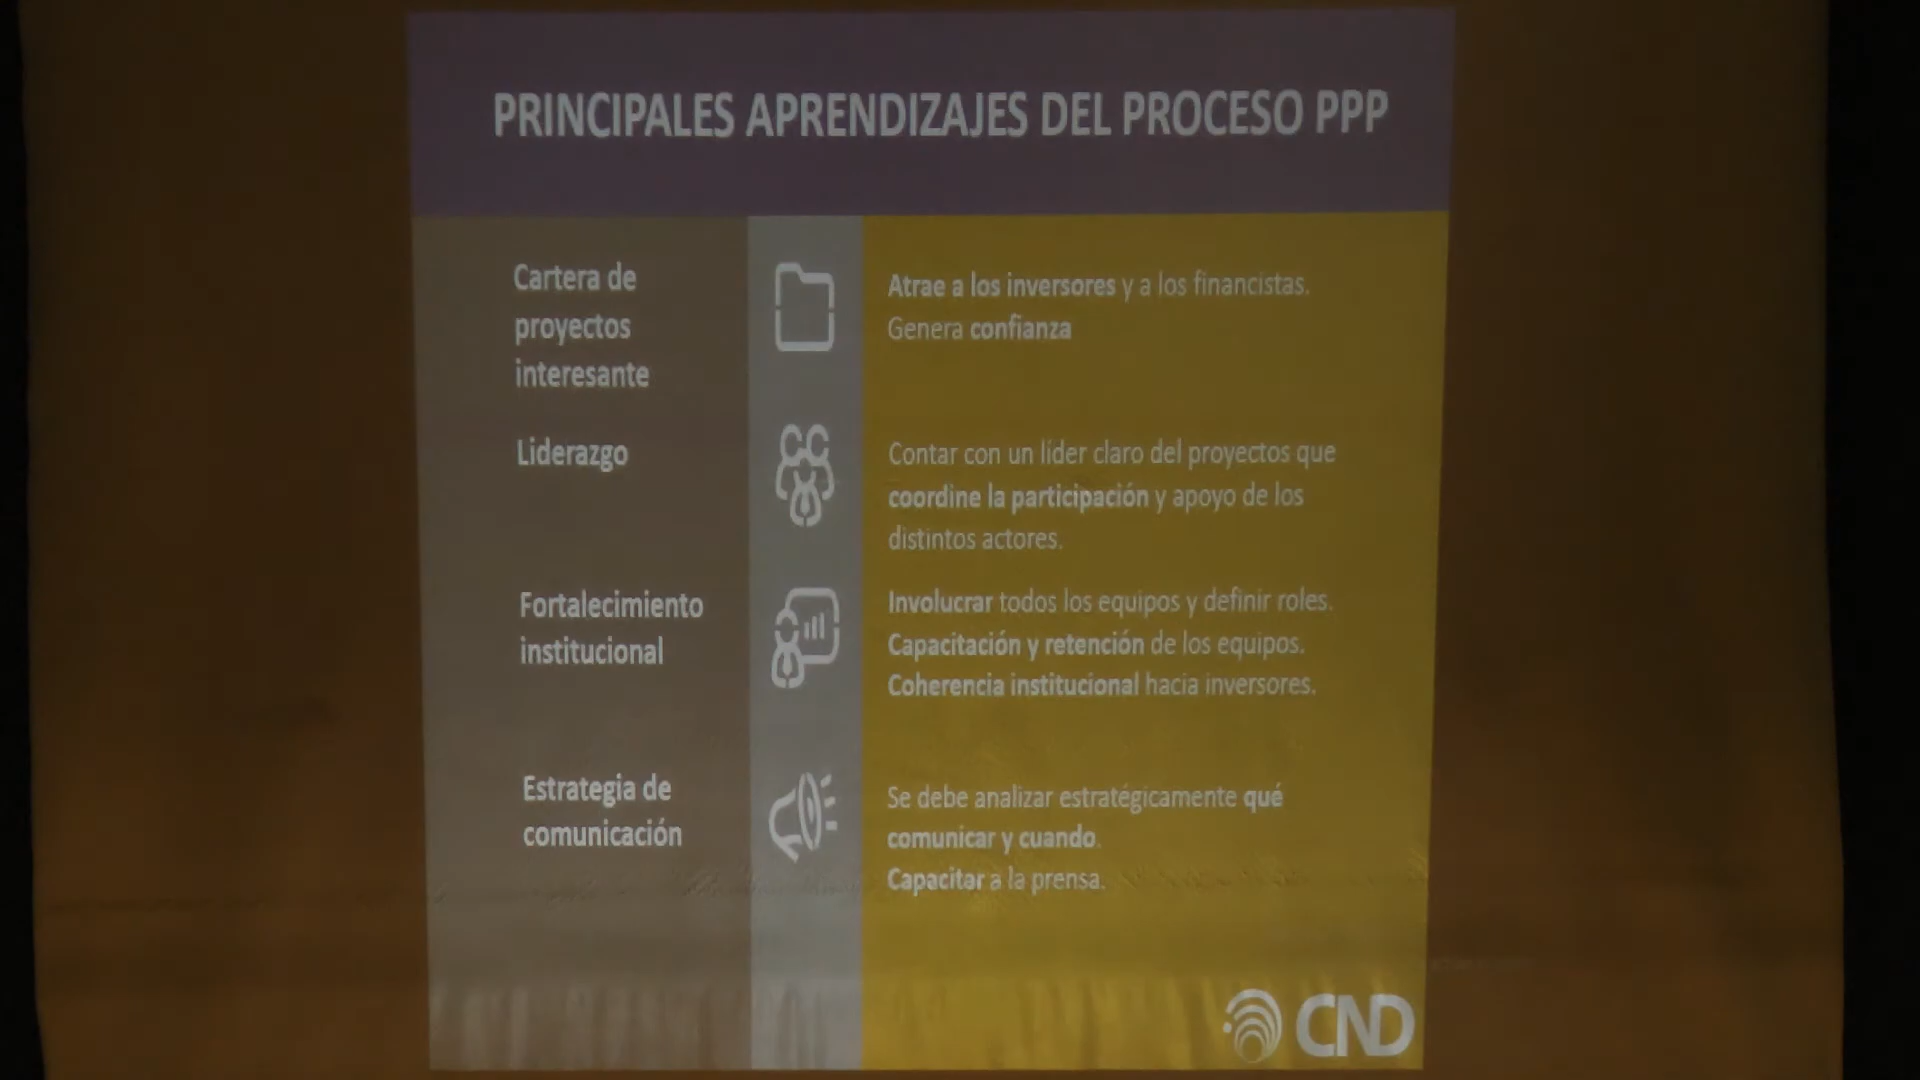 PRINCIPALES APRENDIZAJES DEL PROCESO PPP
Cartera de
proyectos
interesante
Atrae a los inversores y a los financistas.
Genera confianza
Liderazgo
Contar con un líder claro del proyectos que
coordine la participación y apoyo de los
distintos actores.
Fortalecimiento
institucional
Involucrar todos los equipos y definir roles.
Capacitación y retención de los equipos.
Coherencia institucional hacia inversores.
Estrategia de
comunicación
Se debe analizar estratégicamente qué
comunicar y cuando.
Capacitar a la prensa.
CND